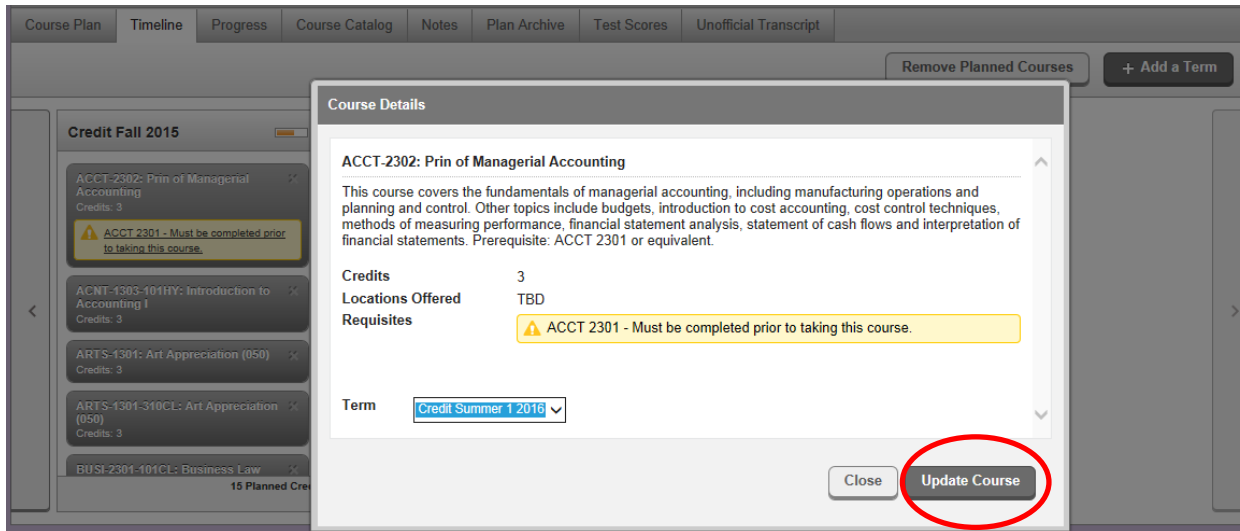 Course Plan
Timeline
Progress
Course Catalog
Notes
Plan Archive
Test Scores
Unofficial Transcript
Remove Planned Courses
+ Add a Term
Credit Fall 2015
ACCT-2302: Prin of Managerial
Accounting
Credits: 3
ACCT 2301 - Must be completed prior
to taking this course.
ACNT-1303-101HY: Introduction to
Accounting I
Credits: 3
ARTS-1301: Art Appreciation (050)
Credits: 3
ARTS-1301-310CL: Art Appreciation
(050)
Credits: 3
BUSI-2301-101CL: Business Law
15 Planned Cre
Course Details
ACCT-2302: Prin of Managerial Accounting
This course covers the fundamentals of managerial accounting, including manufacturing operations and
planning and control. Other topics include budgets, introduction to cost accounting, cost control techniques,
methods of measuring performance, financial statement analysis, statement of cash flows and interpretation of
financial statements. Prerequisite: ACCT 2301 or equivalent.
Credits 3
Locations Offered TBD
Requisites ACCT 2301 - Must be completed prior to taking this course.
Term Credit Summer 1 2016
Close
Update Course